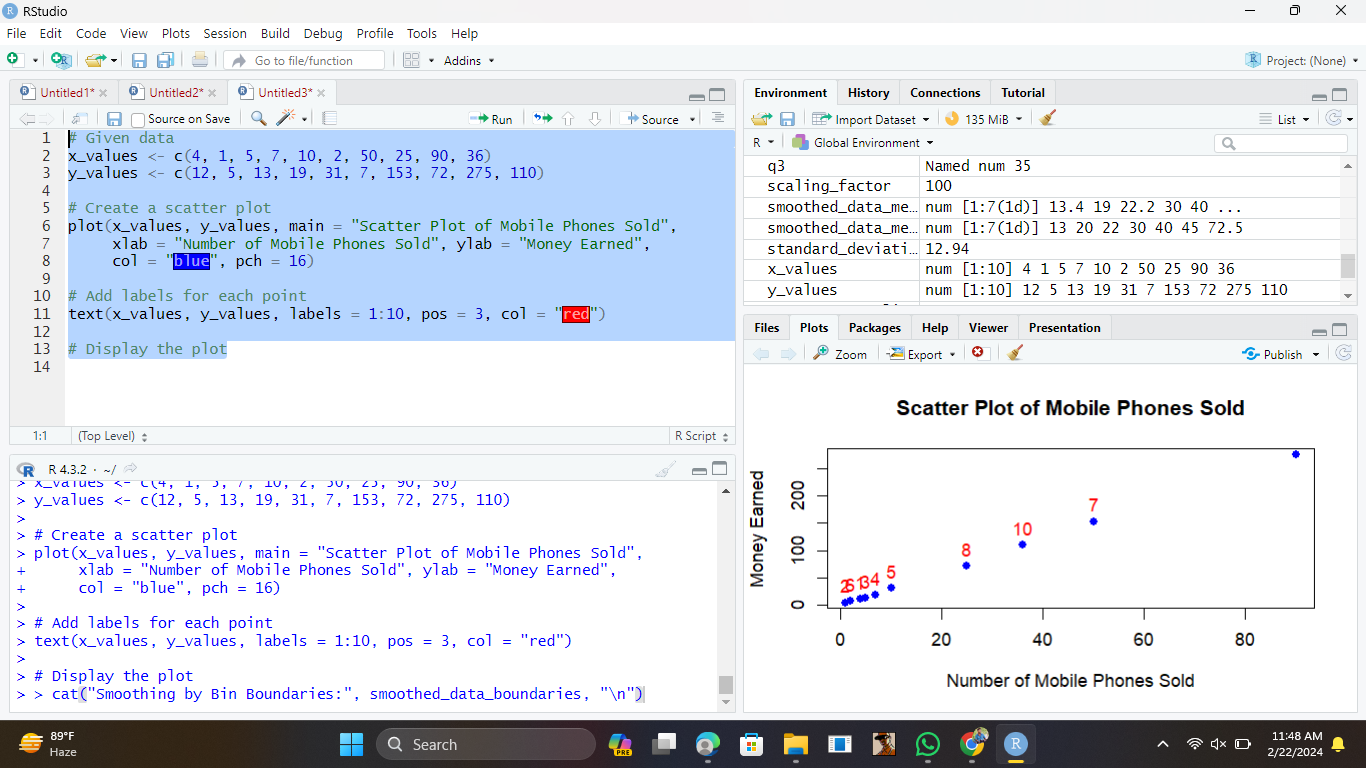 RStudio
File Edit Code View Plots Session Build Debug Profile Tools Help
Go to file/function Addins Project: (None)
Untitled1* Untitled2* Untitled3*
Source on Save Run Source
1 # Given data
2 x_values <- c(4, 1, 5, 7, 10, 2, 50, 25, 90, 36)
3 y_values <- c(12, 5, 13, 19, 31, 7, 153, 72, 275, 110)
4
5 # Create a scatter plot
6 plot(x_values, y_values, main = "Scatter Plot of Mobile Phones Sold",
7 xlab = "Number of Mobile Phones Sold", ylab = "Money Earned",
8 col = "blue", pch = 16)
9
10 # Add labels for each point
11 text(x_values, y_values, labels = 1:10, pos = 3, col = "red")
12
13 # Display the plot
14
1:1 (Top Level) R Script
R 4.3.2 · ~/
> x_values <- c(4, 1, 5, 7, 10, 2, 50, 25, 90, 36)
> y_values <- c(12, 5, 13, 19, 31, 7, 153, 72, 275, 110)
>
> # Create a scatter plot
> plot(x_values, y_values, main = "Scatter Plot of Mobile Phones Sold",
+ xlab = "Number of Mobile Phones Sold", ylab = "Money Earned",
+ col = "blue", pch = 16)
>
> # Add labels for each point
> text(x_values, y_values, labels = 1:10, pos = 3, col = "red")
>
> # Display the plot
> > cat("Smoothing by Bin Boundaries:", smoothed_data_boundaries, "\n")
Environment History Connections Tutorial
Import Dataset 135 MiB List
R Global Environment
q3 Named num 35
scaling_factor 100
smoothed_data_me… num [1:7(1d)] 13.4 19 22.2 30 40 ...
smoothed_data_me… num [1:7(1d)] 13 20 22 30 40 45 72.5
standard_deviati… 12.94
x_values num [1:10] 4 1 5 7 10 2 50 25 90 36
y_values num [1:10] 12 5 13 19 31 7 153 72 275 110
Files Plots Packages Help Viewer Presentation
Zoom Export Publish
Scatter Plot of Mobile Phones Sold
Money Earned
200
100
0
2 6 1 3 4 5 8 10 7
0 20 40 60 80
Number of Mobile Phones Sold
89°F
Haze
Search
PRE
11:48 AM
2/22/2024